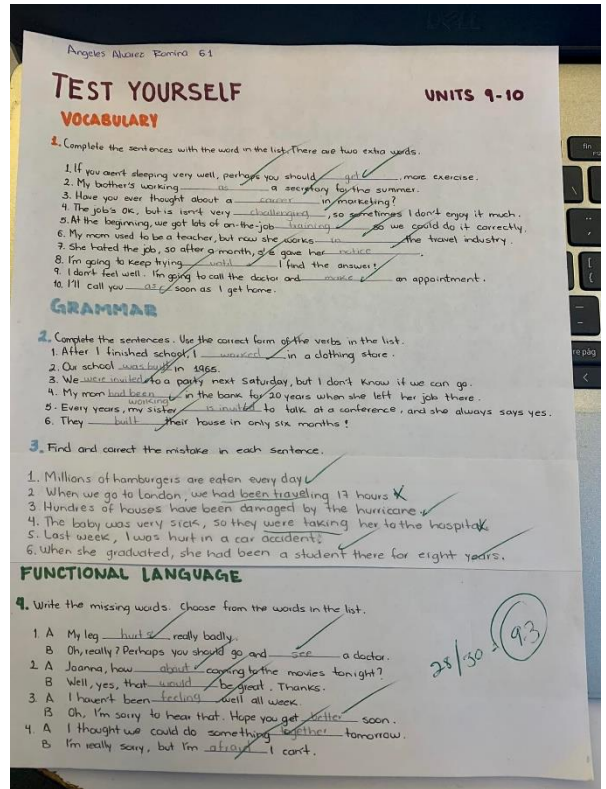 Angeles Alvarez Romina 61
TEST YOURSELF UNITS 9-10
VOCABULARY
1. Complete the sentences with the word in the list. There are two extra words.
1. If you aren't sleeping very well, perhaps you should get more exercise.
2. My brother's working as a secretary for the summer.
3. Have you ever thought about a career in marketing?
4. The job's OK, but is isn't very challenging, so sometimes I don't enjoy it much.
5. At the beginning, we got lots of on-the-job training so we could do it correctly.
6. My mom used to be a teacher, but now she works in the travel industry.
7. She hated the job, so after a month, she gave her notice.
8. I'm going to keep trying until I find the answer!
9. I don't feel well. I'm going to call the doctor and make an appointment.
10. I'll call you as soon as I get home.
GRAMMAR
2. Complete the sentences. Use the correct form of the verbs in the list.
1. After I finished school, I worked in a clothing store.
2. Our school was built in 1965.
3. We were invited to a party next Saturday, but I don't know if we can go.
4. My mom had been in the bank for 20 years when she left her job there.
working
5. Every years, my sister is invited to talk at a conference, and she always says yes.
6. They built their house in only six months!
3. Find and correct the mistake in each sentence.
1. Millions of hamburgers are eaten every day
2. When we go to London, we had been traveling 17 hours
3. Hundres of houses have been damaged by the hurricane.
4. The baby was very sick, so they were taking her to the hospital
5. Last week, I was hurt in a car accident.
6. When she graduated, she had been a student there for eight years.
FUNCTIONAL LANGUAGE
4. Write the missing words. Choose from the words in the list.
1. A My leg hurts really badly.
B Oh, really? Perhaps you should go and see a doctor.
2. A Joanna, how about coming to the movies tonight?
B Well, yes, that would be great. Thanks.
3. A I haven't been feeling well all week.
B Oh, I'm sorry to hear that. Hope you get better soon.
4. A I thought we could do something together tomorrow.
B I'm really sorry, but I'm afraid I can't.
28/30 - 9.3
DELL
fin
re pág